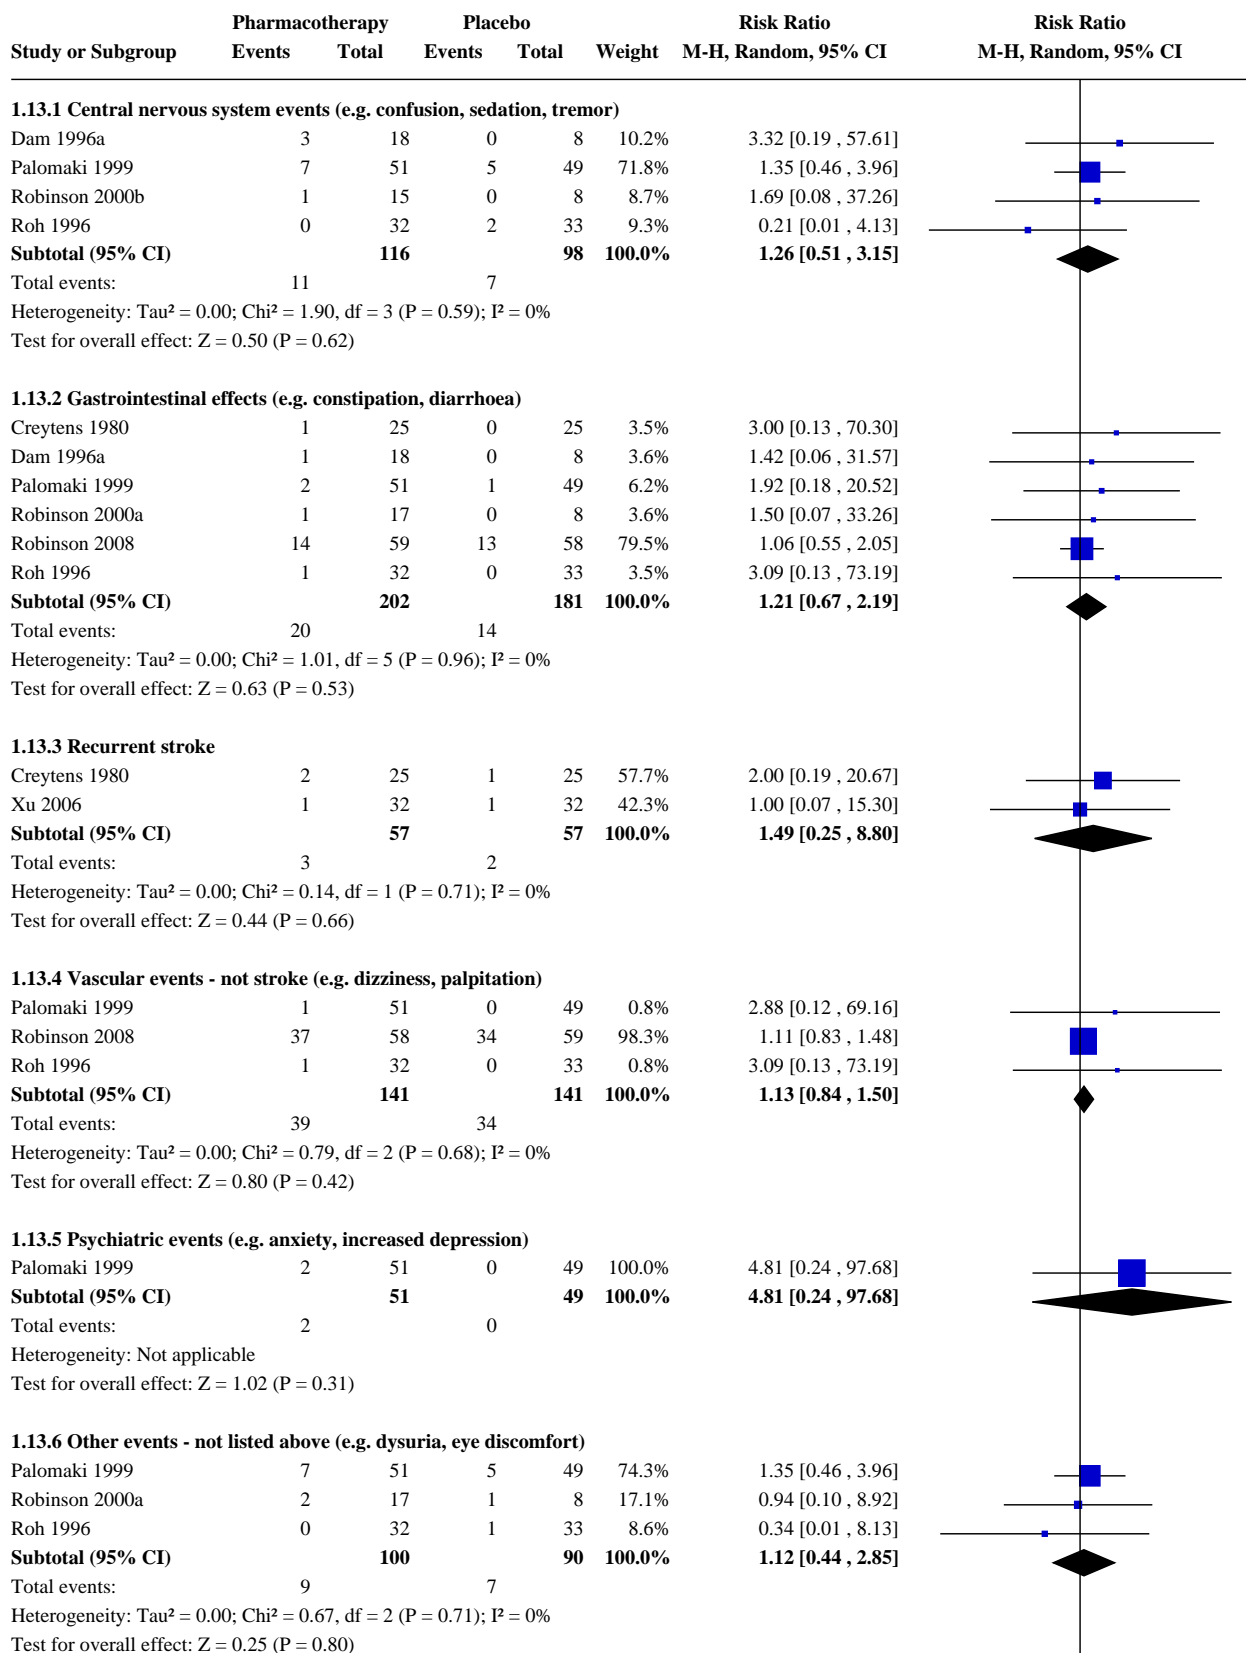 Pharmacotherapy Placebo Risk Ratio Risk Ratio
Study or Subgroup Events Total Events Total Weight M-H, Random, 95% CI M-H, Random, 95% CI
1.13.1 Central nervous system events (e.g. confusion, sedation, tremor)
Dam 1996a 3 18 0 8 10.2% 3.32 [0.19 , 57.61]
Palomaki 1999 7 51 5 49 71.8% 1.35 [0.46 , 3.96]
Robinson 2000b 1 15 0 8 8.7% 1.69 [0.08 , 37.26]
Roh 1996 0 32 2 33 9.3% 0.21 [0.01 , 4.13]
Subtotal (95% CI) 116 98 100.0% 1.26 [0.51 , 3.15]
Total events: 11 7
Heterogeneity: Tau² = 0.00; Chi² = 1.90, df = 3 (P = 0.59); I² = 0%
Test for overall effect: Z = 0.50 (P = 0.62)
1.13.2 Gastrointestinal effects (e.g. constipation, diarrhoea)
Creytens 1980 1 25 0 25 3.5% 3.00 [0.13 , 70.30]
Dam 1996a 1 18 0 8 3.6% 1.42 [0.06 , 31.57]
Palomaki 1999 2 51 1 49 6.2% 1.92 [0.18 , 20.52]
Robinson 2000a 1 17 0 8 3.6% 1.50 [0.07 , 33.26]
Robinson 2008 14 59 13 58 79.5% 1.06 [0.55 , 2.05]
Roh 1996 1 32 0 33 3.5% 3.09 [0.13 , 73.19]
Subtotal (95% CI) 202 181 100.0% 1.21 [0.67 , 2.19]
Total events: 20 14
Heterogeneity: Tau² = 0.00; Chi² = 1.01, df = 5 (P = 0.96); I² = 0%
Test for overall effect: Z = 0.63 (P = 0.53)
1.13.3 Recurrent stroke
Creytens 1980 2 25 1 25 57.7% 2.00 [0.19 , 20.67]
Xu 2006 1 32 1 32 42.3% 1.00 [0.07 , 15.30]
Subtotal (95% CI) 57 57 100.0% 1.49 [0.25 , 8.80]
Total events: 3 2
Heterogeneity: Tau² = 0.00; Chi² = 0.14, df = 1 (P = 0.71); I² = 0%
Test for overall effect: Z = 0.44 (P = 0.66)
1.13.4 Vascular events - not stroke (e.g. dizziness, palpitation)
Palomaki 1999 1 51 0 49 0.8% 2.88 [0.12 , 69.16]
Robinson 2008 37 58 34 59 98.3% 1.11 [0.83 , 1.48]
Roh 1996 1 32 0 33 0.8% 3.09 [0.13 , 73.19]
Subtotal (95% CI) 141 141 100.0% 1.13 [0.84 , 1.50]
Total events: 39 34
Heterogeneity: Tau² = 0.00; Chi² = 0.79, df = 2 (P = 0.68); I² = 0%
Test for overall effect: Z = 0.80 (P = 0.42)
1.13.5 Psychiatric events (e.g. anxiety, increased depression)
Palomaki 1999 2 51 0 49 100.0% 4.81 [0.24 , 97.68]
Subtotal (95% CI) 51 49 100.0% 4.81 [0.24 , 97.68]
Total events: 2 0
Heterogeneity: Not applicable
Test for overall effect: Z = 1.02 (P = 0.31)
1.13.6 Other events - not listed above (e.g. dysuria, eye discomfort)
Palomaki 1999 7 51 5 49 74.3% 1.35 [0.46 , 3.96]
Robinson 2000a 2 17 1 8 17.1% 0.94 [0.10 , 8.92]
Roh 1996 0 32 1 33 8.6% 0.34 [0.01 , 8.13]
Subtotal (95% CI) 100 90 100.0% 1.12 [0.44 , 2.85]
Total events: 9 7
Heterogeneity: Tau² = 0.00; Chi² = 0.67, df = 2 (P = 0.71); I² = 0%
Test for overall effect: Z = 0.25 (P = 0.80)